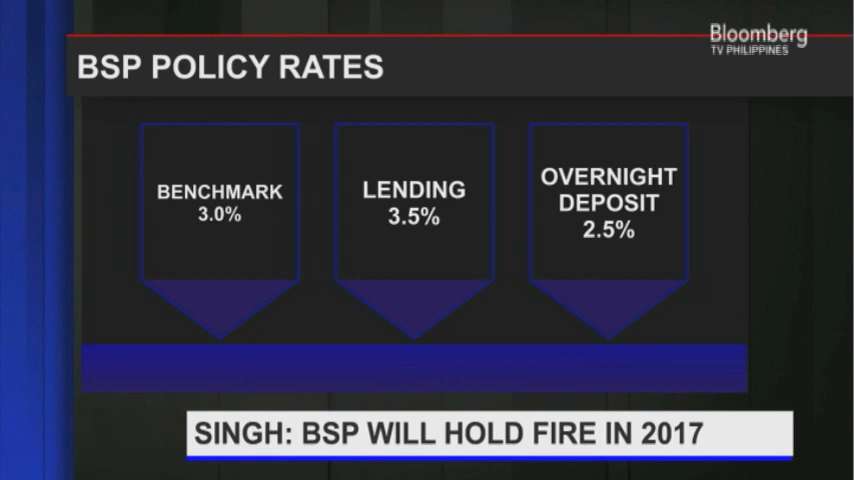 Bloomberg
TV PHILIPPINES
BSP POLICY RATES
BENCHMARK
3.0%
LENDING
3.5%
OVERNIGHT
DEPOSIT
2.5%
SINGH: BSP WILL HOLD FIRE IN 2017